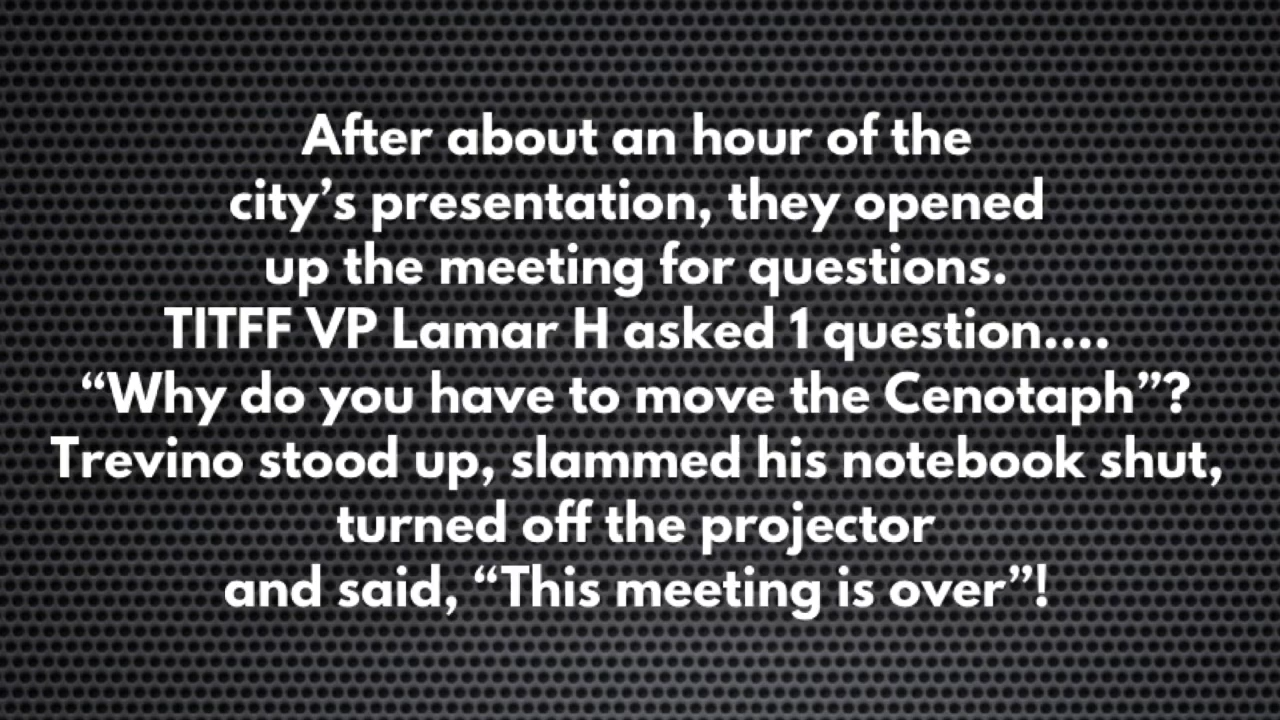 After about an hour of the
city’s presentation, they opened
up the meeting for questions.
TITFF VP Lamar H asked 1 question....
“Why do you have to move the Cenotaph”?
Trevino stood up, slammed his notebook shut,
turned off the projector
and said, “This meeting is over”!